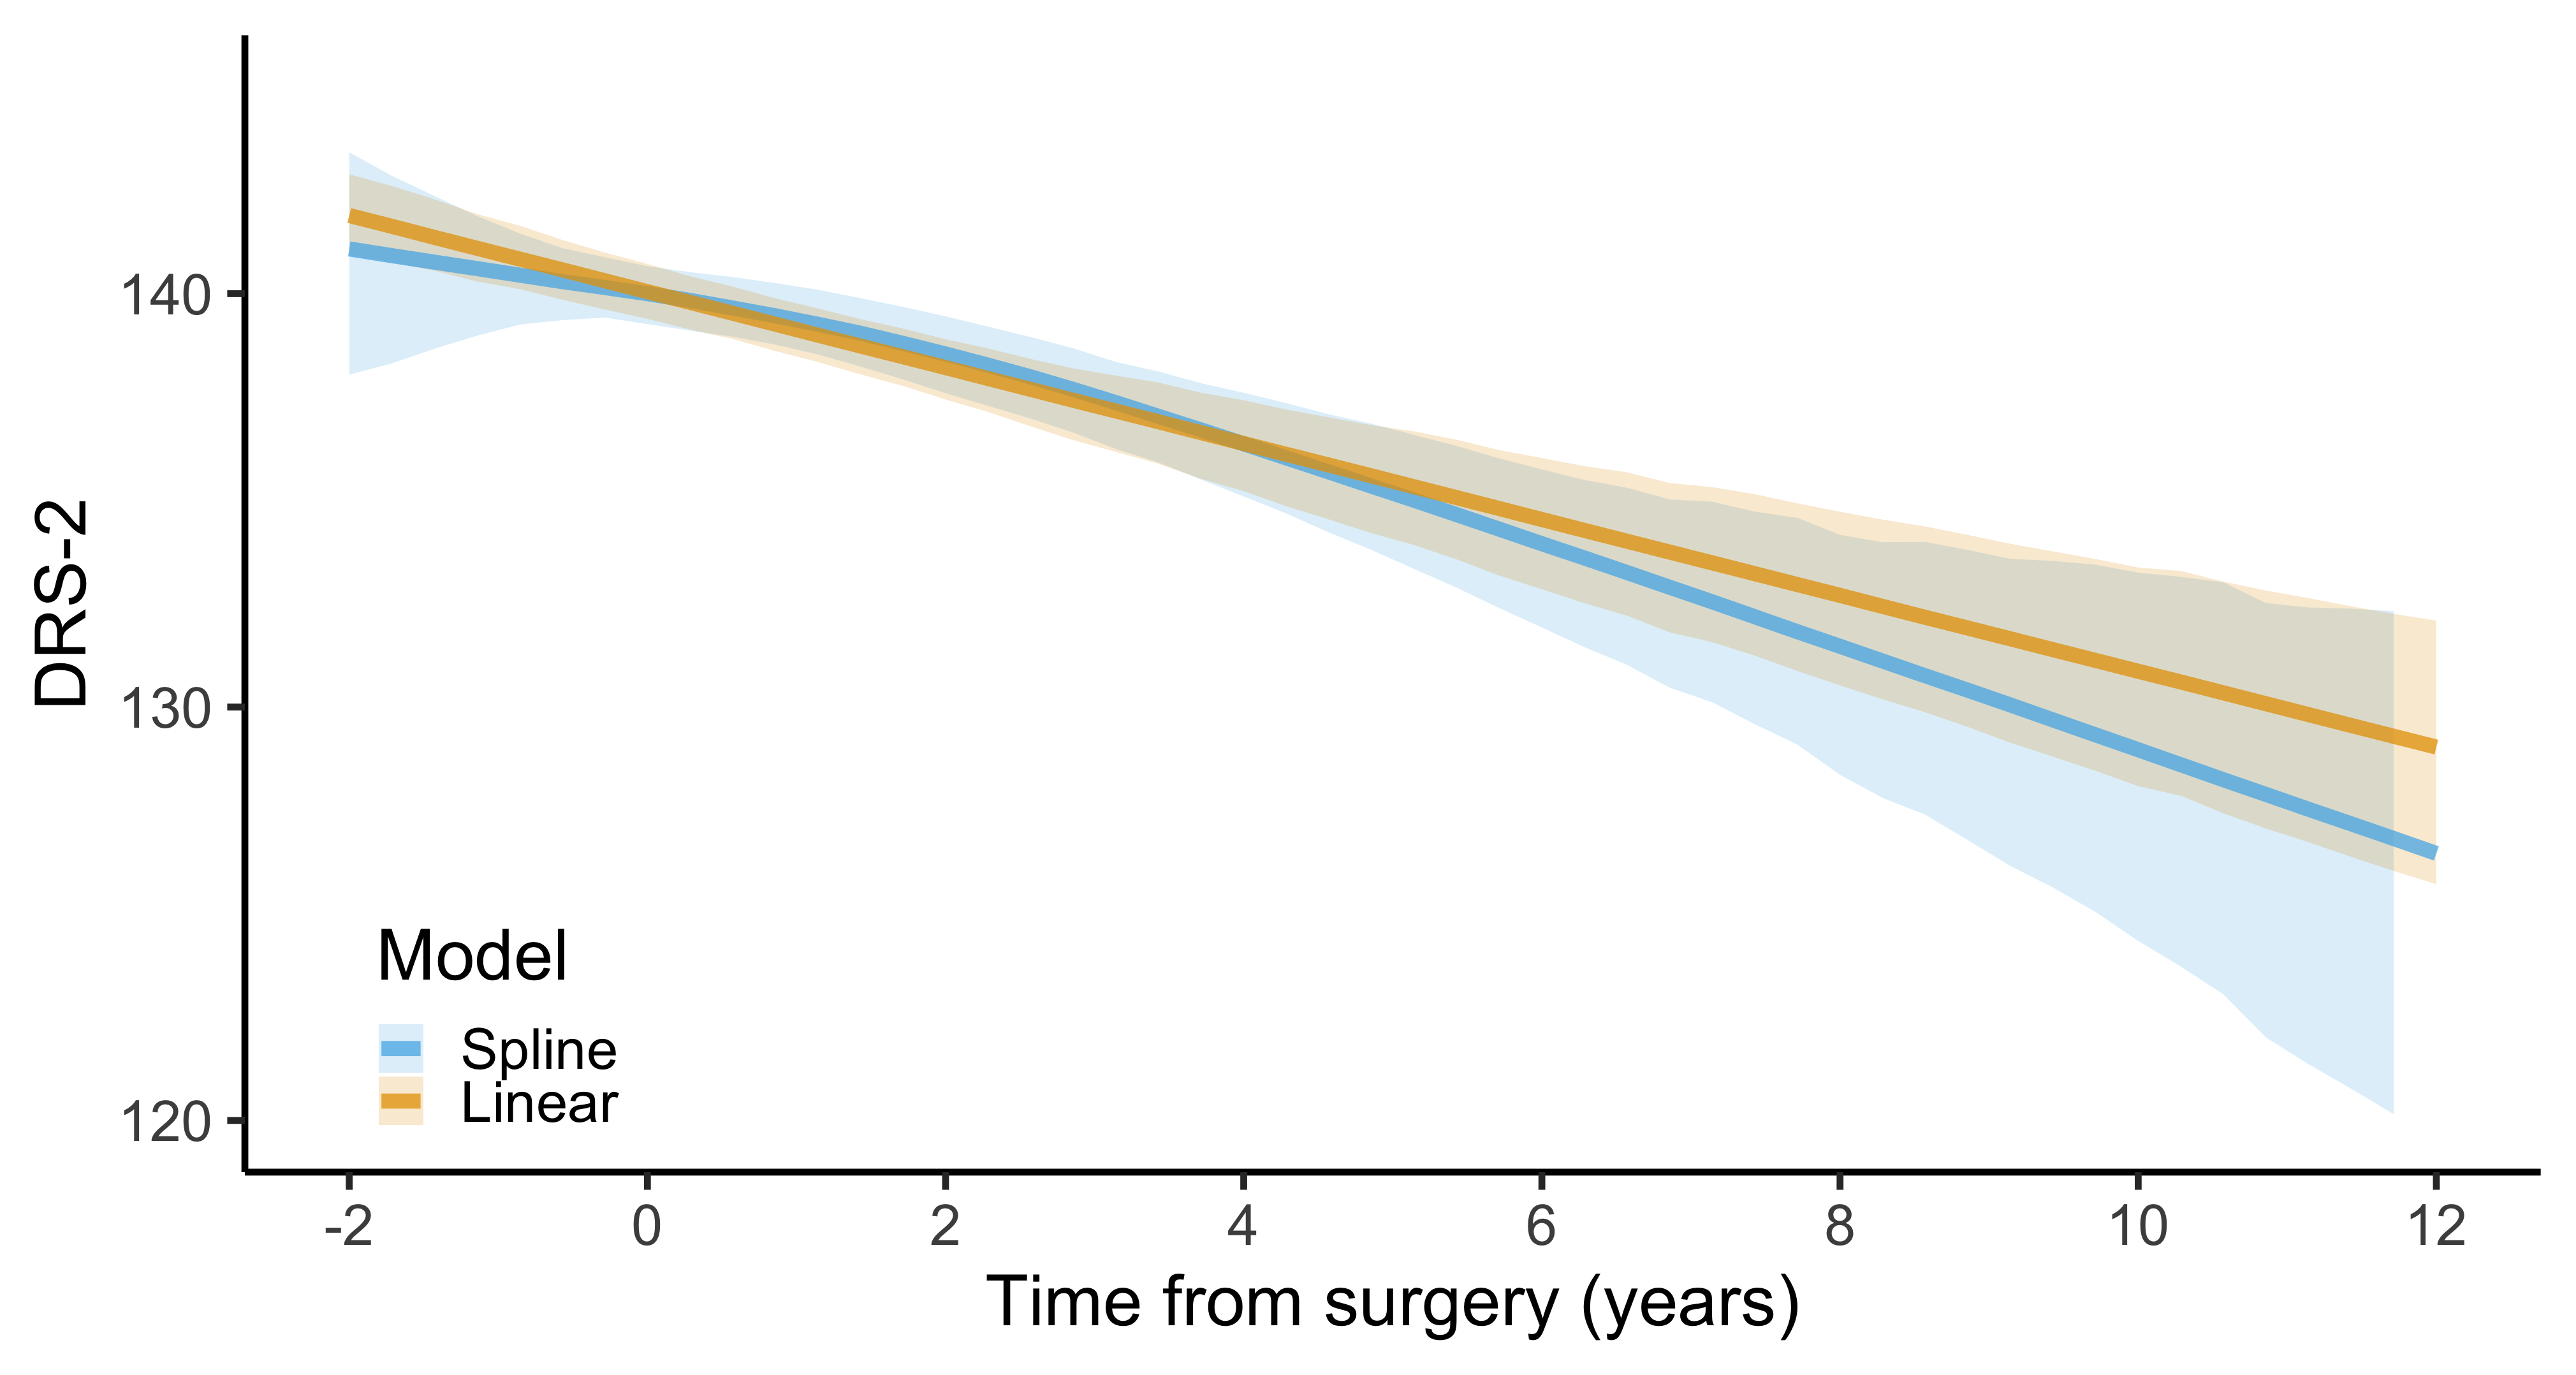 DRS-2
140
130
120
Model
Spline
Linear
-2 0 2 4 6 8 10 12
Time from surgery (years)